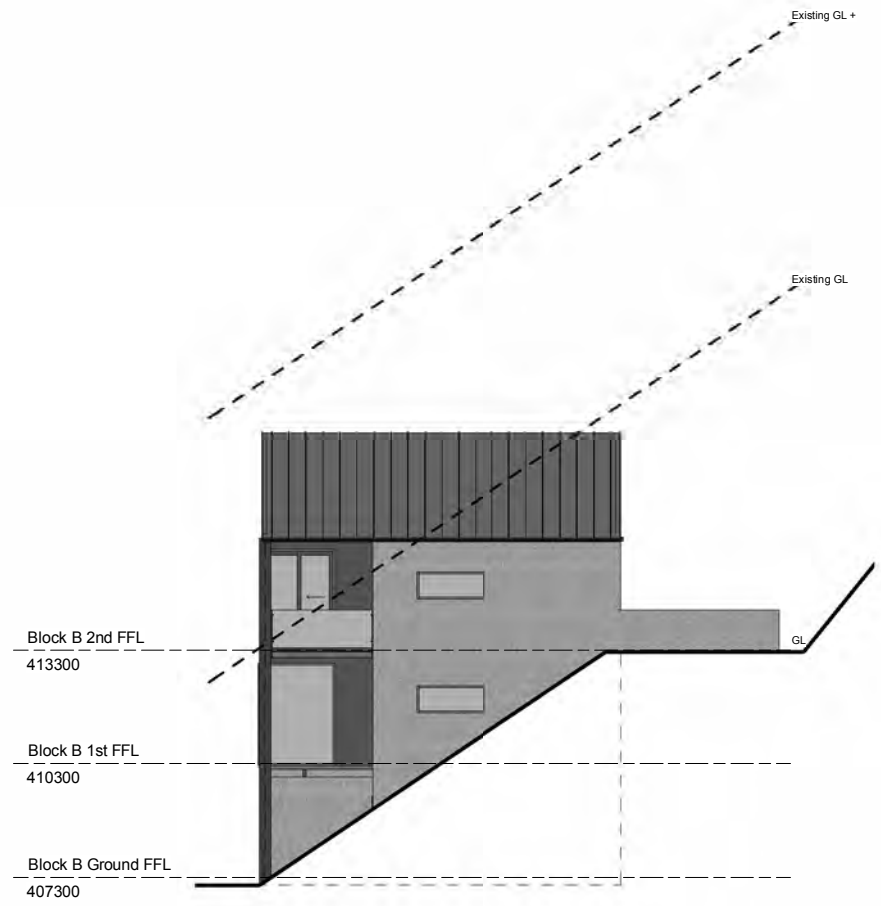 Existing GL +
Existing GL
Block B 2nd FFL
413300
GL
Block B 1st FFL
410300
Block B Ground FFL
407300